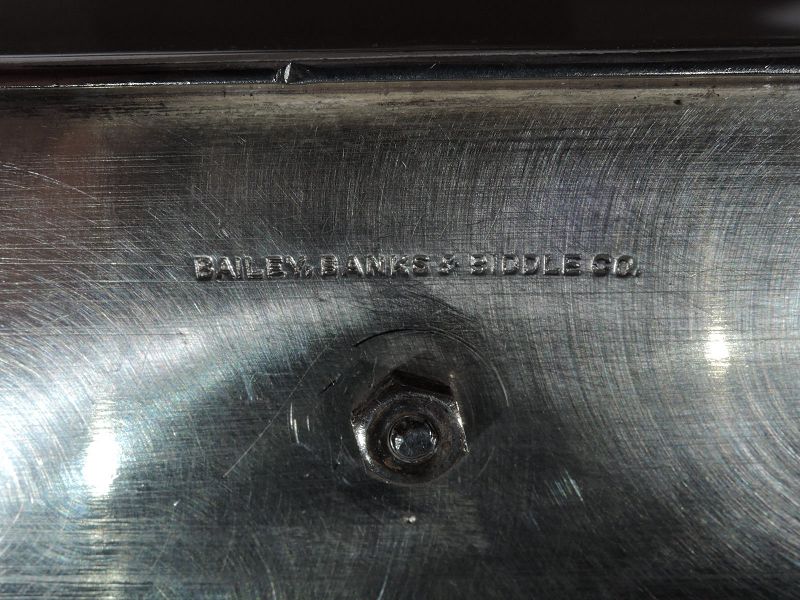 BAILEY, BANKS & BIDDLE CO.